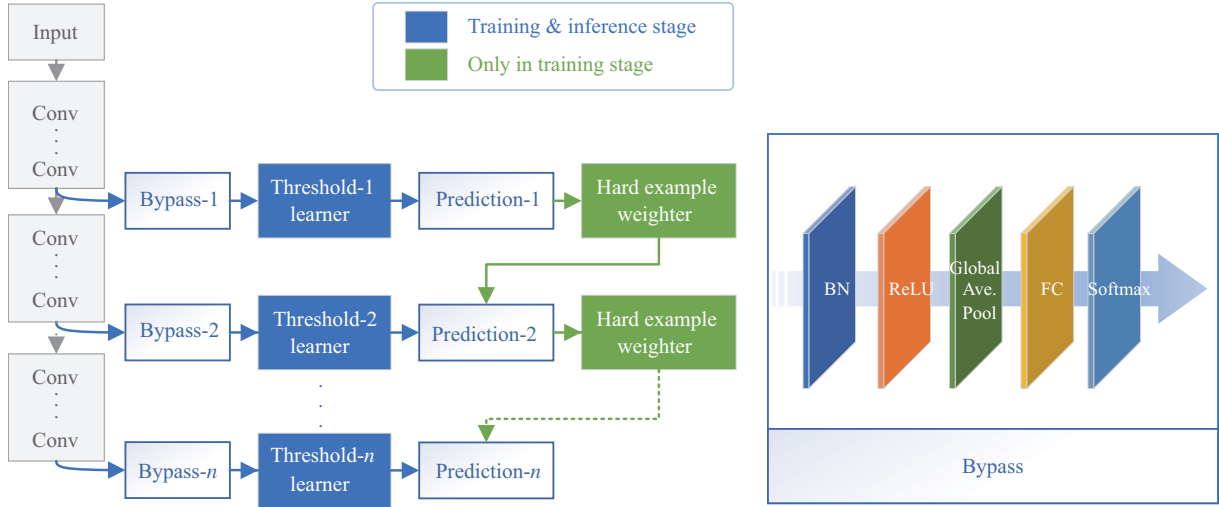 Input
Training & inference stage
Only in training stage
Conv
Conv
Bypass-1
Threshold-1
learner
Prediction-1
Hard example
weighter
Conv
Conv
Bypass-2
Threshold-2
learner
Prediction-2
Hard example
weighter
Conv
Conv
Bypass-n
Threshold-n
learner
Prediction-n
BN
ReLU
Global
Ave.
Pool
FC
Softmax
Bypass